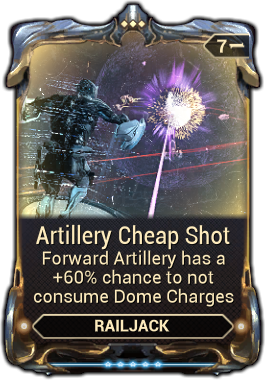 7
Artillery Cheap Shot
Forward Artillery has a
+60% chance to not
consume Dome Charges
RAILJACK